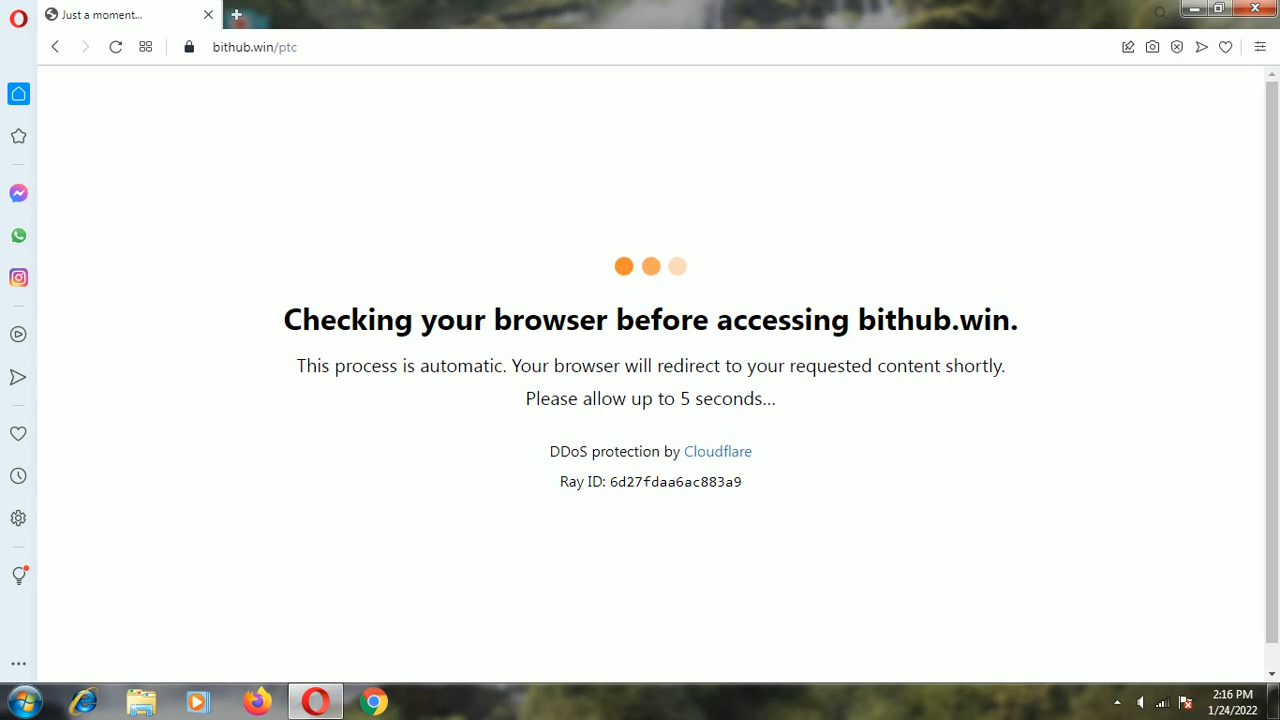 Just a moment...
bithub.win/ptc
Checking your browser before accessing bithub.win.
This process is automatic. Your browser will redirect to your requested content shortly.
Please allow up to 5 seconds...
DDoS protection by Cloudflare
Ray ID: 6d27fdaa6ac883a9
2:16 PM
1/24/2022